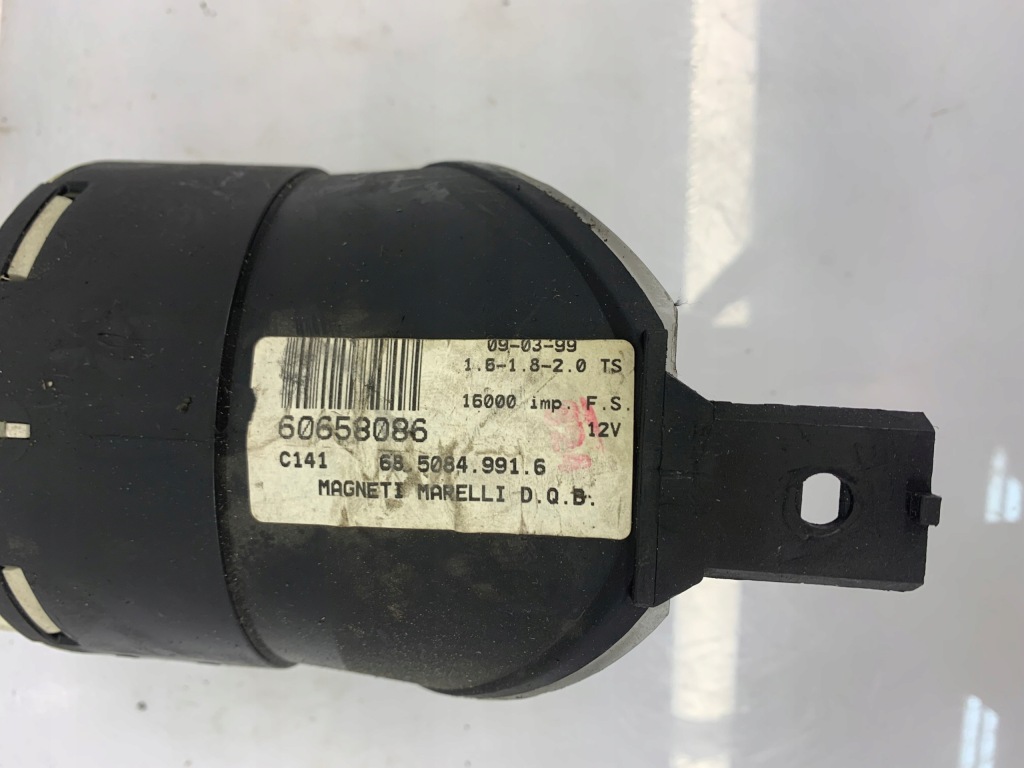 09-03-99
1.6-1.8-2.0 TS
16000 imp. F.S.
60658086 12V
C141 68.5084.991.6
MAGNETI MARELLI D.Q.B.